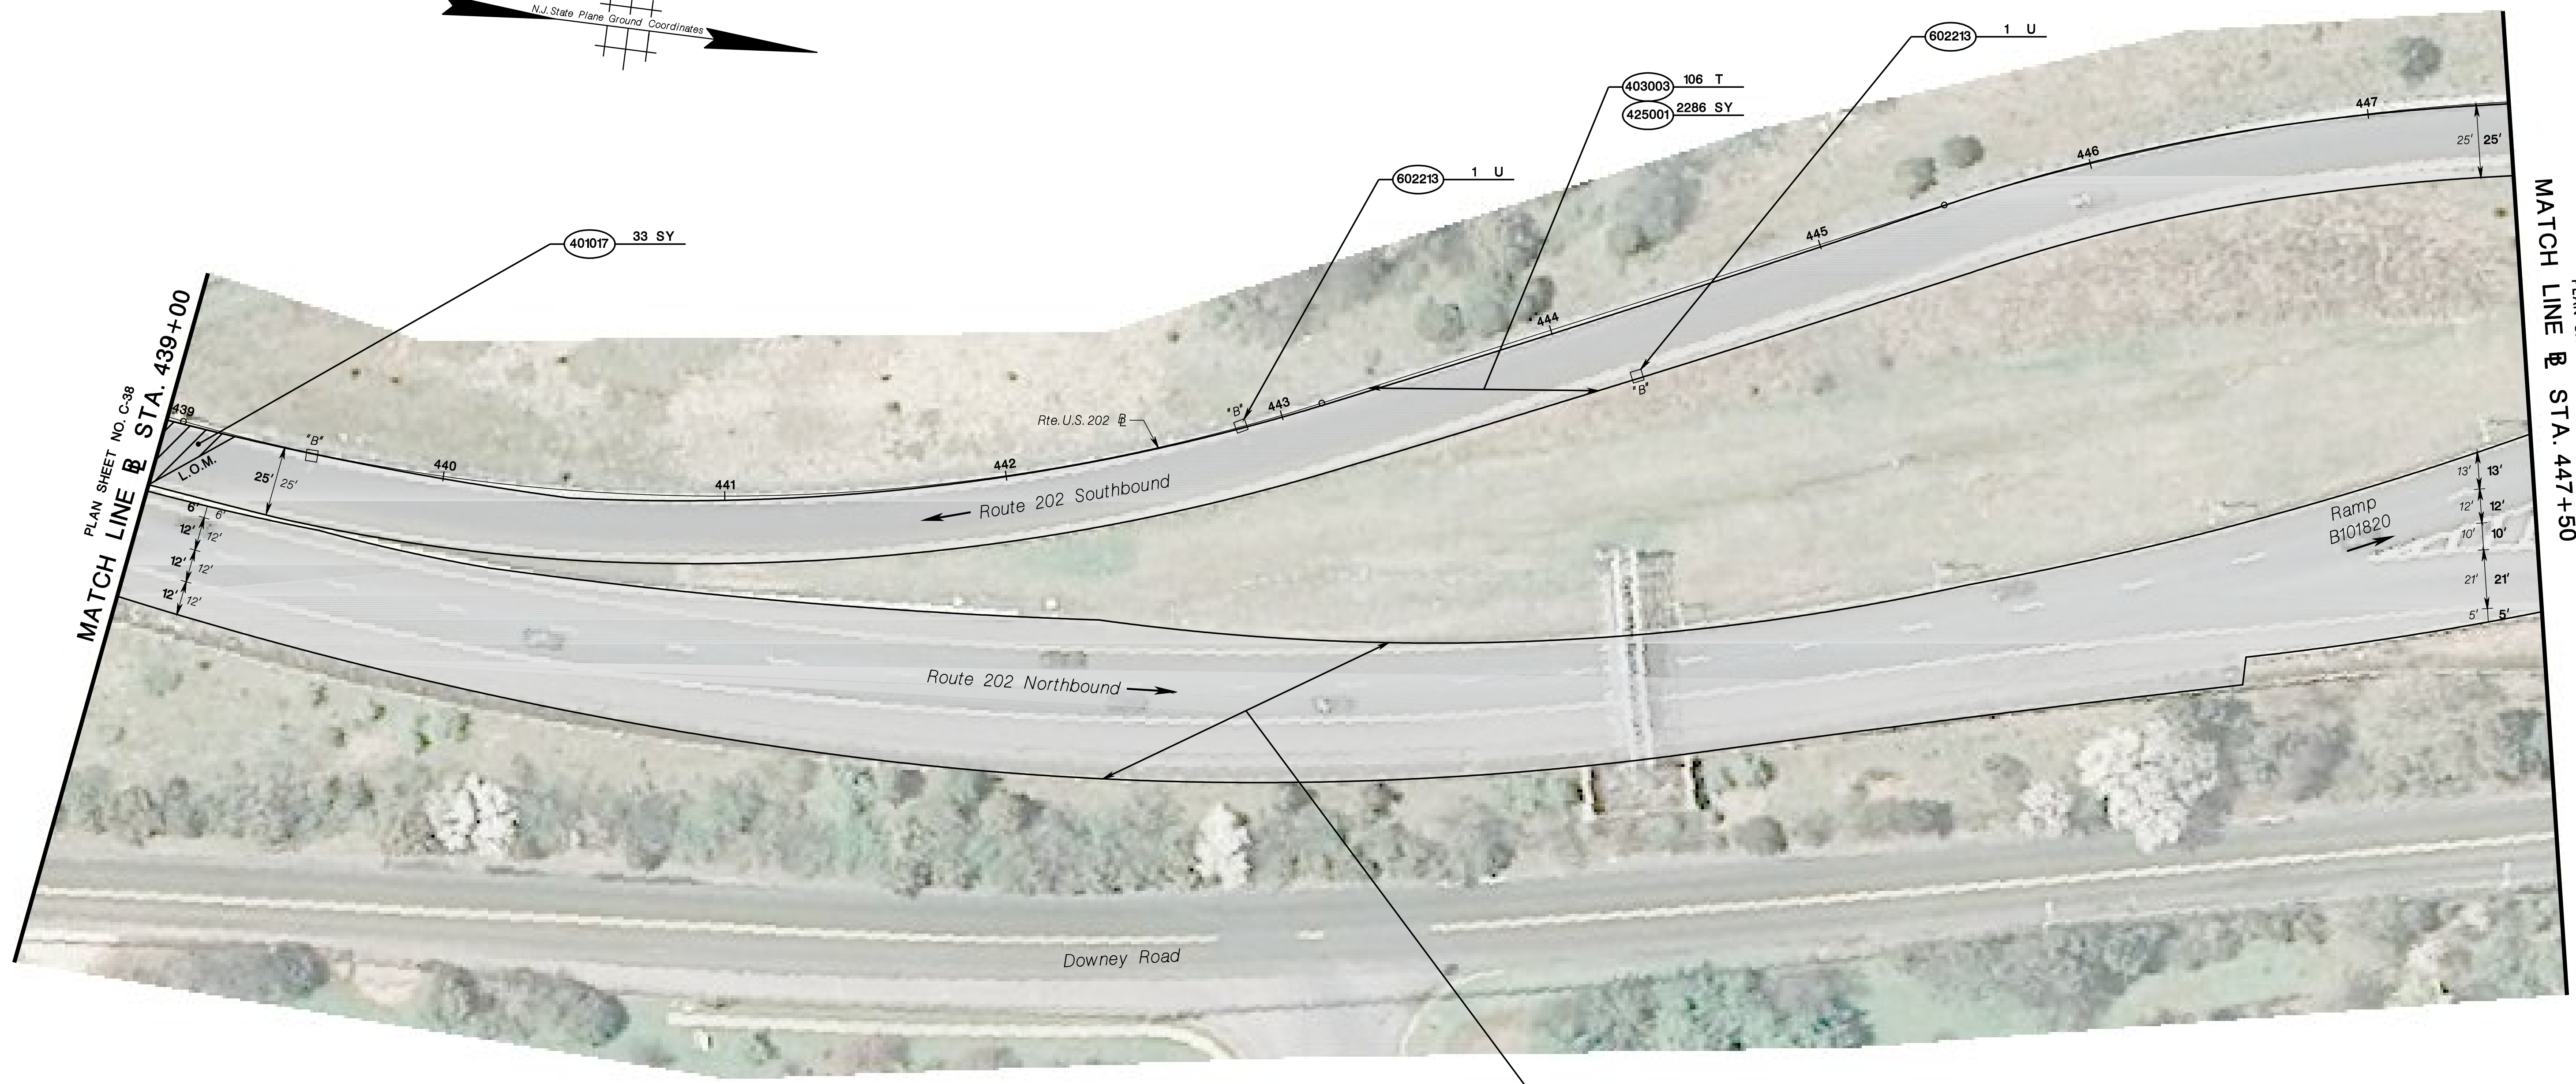 N.J. State Plane Ground Coordinates
602213 1 U
403003 106 T
425001 2286 SY
602213 1 U
401017 33 SY
447
446
445
444
443
442
441
440
439
25' 25'
"B"
"B"
"B"
Rte. U.S. 202 BL
L.O.M.
25' 25'
Route 202 Southbound
PLAN SHEET NO. C-38
MATCH LINE BL STA. 439+00
MATCH LINE BL STA. 447+50
6' 6'
12' 12'
12' 12'
12' 12'
13' 13'
12' 12'
10' 10'
21' 21'
5' 5'
Ramp
B101820
Route 202 Northbound
Downey Road